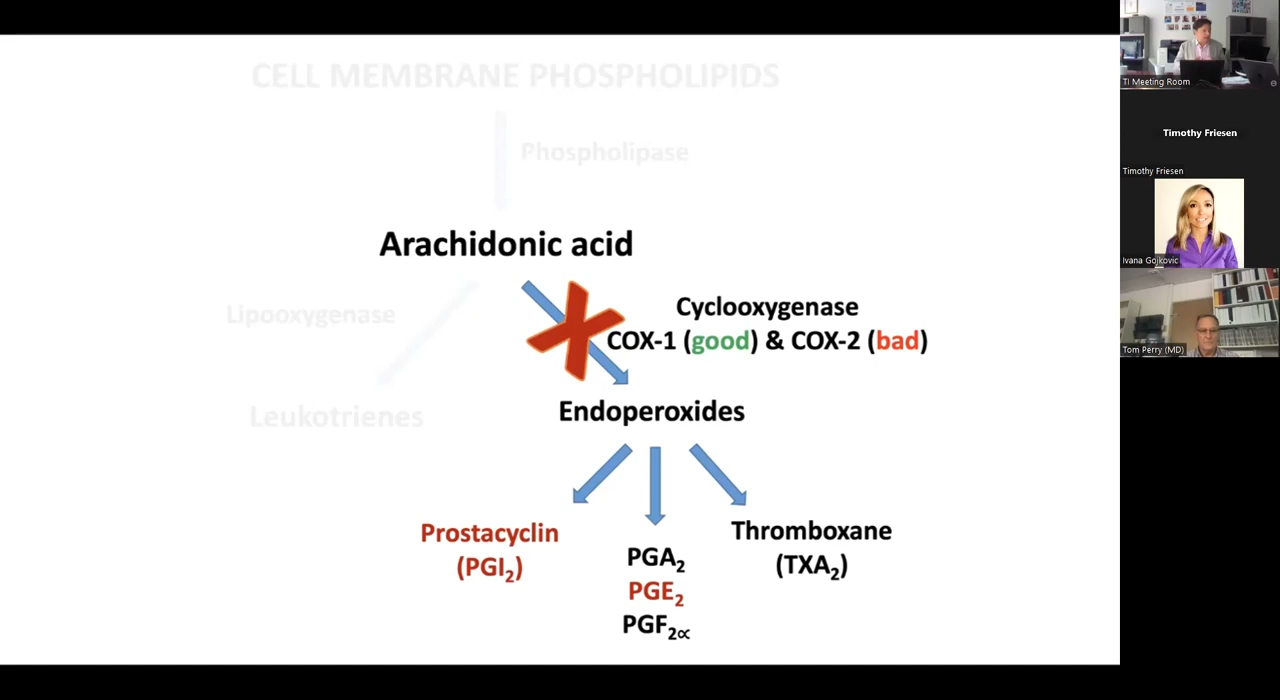 CELL MEMBRANE PHOSPHOLIPIDS
Phospholipase
Arachidonic acid
Lipooxygenase
Cyclooxygenase
COX-1 (good) & COX-2 (bad)
Leukotrienes
Endoperoxides
Prostacyclin
(PGI₂)
PGA₂
PGE₂
PGF₂∝
Thromboxane
(TXA₂)
TI Meeting Room
Timothy Friesen
Timothy Friesen
Ivana Gojkovic
Tom Perry (MD)